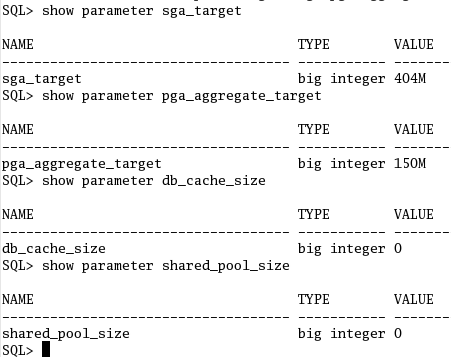 SQL> show parameter sga_target
NAME                                 TYPE        VALUE
------------------------------------ ----------- --------
sga_target                           big integer 404M
SQL> show parameter pga_aggregate_target
NAME                                 TYPE        VALUE
------------------------------------ ----------- --------
pga_aggregate_target                 big integer 150M
SQL> show parameter db_cache_size
NAME                                 TYPE        VALUE
------------------------------------ ----------- --------
db_cache_size                        big integer 0
SQL> show parameter shared_pool_size
NAME                                 TYPE        VALUE
------------------------------------ ----------- --------
shared_pool_size                     big integer 0
SQL>